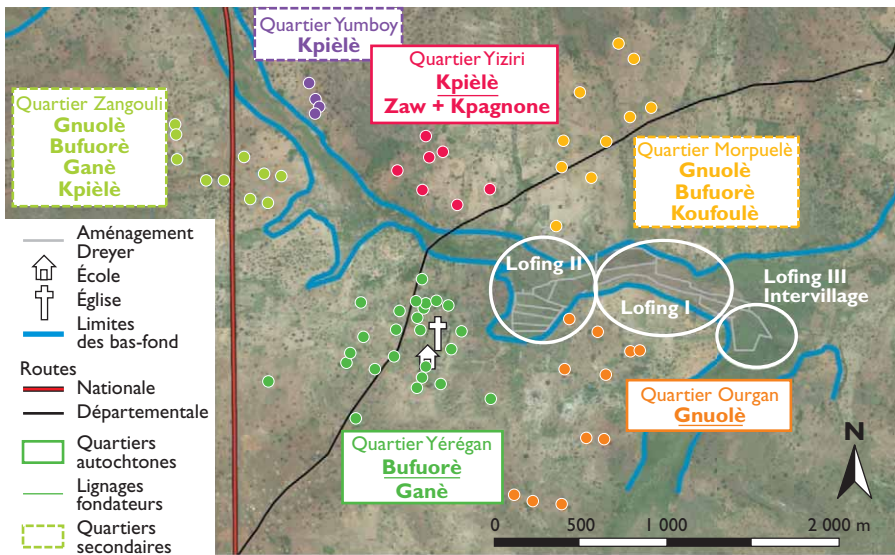 Quartier Yumboy
Kpièlè
Quartier Yiziri
Kpièlè
Zaw + Kpagnone
Quartier Zangouli
Gnuolè
Bufuorè
Ganè
Kpièlè
Quartier Morpuelè
Gnuolè
Bufuorè
Koufoulè
Aménagement
Dreyer
École
Église
Limites
des bas-fond
Routes
Nationale
Départementale
Quartiers
autochtones
Lignages
fondateurs
Quartiers
secondaires
Lofing II
Lofing I
Lofing III
Intervillage
Quartier Ourgan
Gnuolè
Quartier Yérégan
Bufuorè
Ganè
N
0 500 1 000 2 000 m